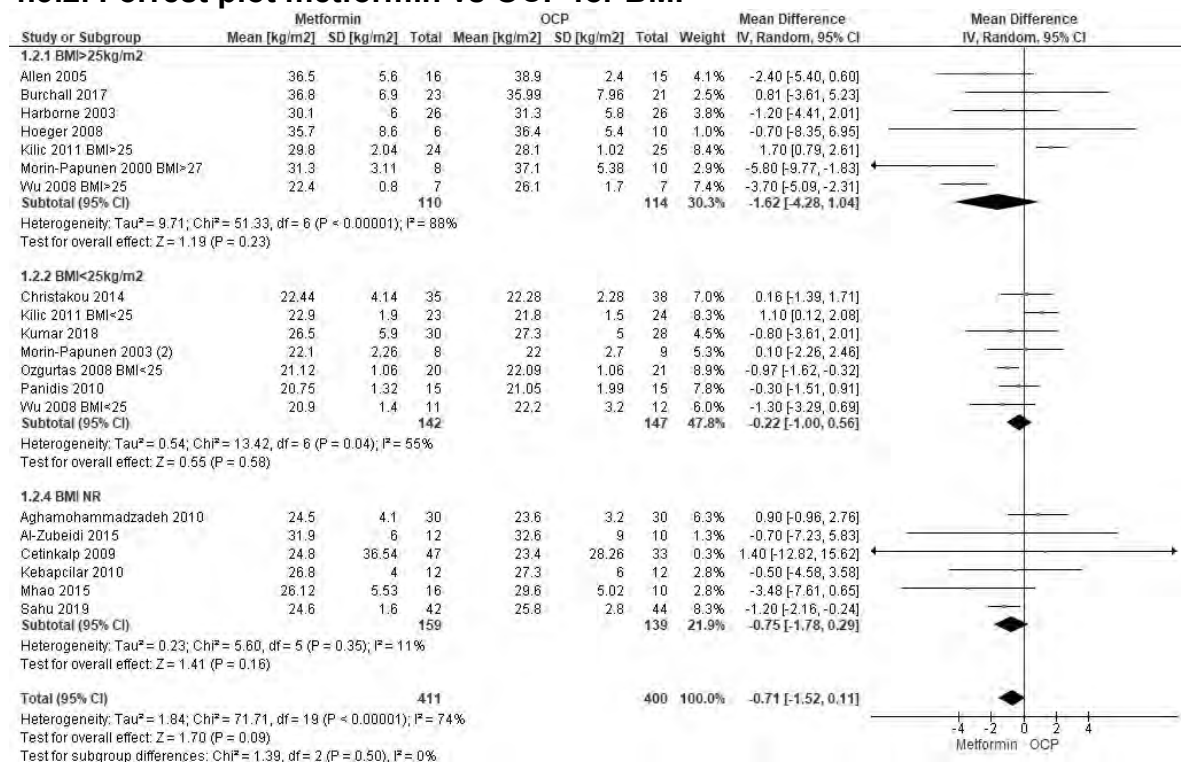 4.6.2. Forrest plot Metformin vs OCP for BMI
Metformin OCP Mean Difference Mean Difference
Study or Subgroup Mean [kg/m2] SD [kg/m2] Total Mean [kg/m2] SD [kg/m2] Total Weight IV, Random, 95% CI IV, Random, 95% CI
1.2.1 BMI>25kg/m2
Allen 2005 36.5 5.6 16 38.9 2.4 15 4.1% -2.40 [-5.40, 0.60]
Burchall 2017 36.8 6.9 23 35.99 7.96 21 2.5% 0.81 [-3.61, 5.23]
Harborne 2003 30.1 6 26 31.3 5.8 26 3.8% -1.20 [-4.41, 2.01]
Hoeger 2008 35.7 8.6 6 36.4 5.4 10 1.0% -0.70 [-8.35, 6.95]
Kilic 2011 BMI>25 29.8 2.04 24 28.1 1.02 25 8.4% 1.70 [0.79, 2.61]
Morin-Papunen 2000 BMI>27 31.3 3.11 8 37.1 5.38 10 2.9% -5.80 [-9.77, -1.83]
Wu 2008 BMI>25 22.4 0.8 7 26.1 1.7 7 7.4% -3.70 [-5.09, -2.31]
Subtotal (95% CI) 110 114 30.3% -1.62 [-4.28, 1.04]
Heterogeneity: Tau² = 9.71; Chi² = 51.33, df = 6 (P < 0.00001); I² = 88%
Test for overall effect: Z = 1.19 (P = 0.23)
1.2.2 BMI<25kg/m2
Christakou 2014 22.44 4.14 35 22.28 2.28 38 7.0% 0.16 [-1.39, 1.71]
Kilic 2011 BMI<25 22.9 1.9 23 21.8 1.5 24 8.3% 1.10 [0.12, 2.08]
Kumar 2018 26.5 5.9 30 27.3 5 28 4.5% -0.80 [-3.61, 2.01]
Morin-Papunen 2003 (2) 22.1 2.26 8 22 2.7 9 5.3% 0.10 [-2.26, 2.46]
Ozgurtas 2008 BMI<25 21.12 1.06 20 22.09 1.06 21 8.9% -0.97 [-1.62, -0.32]
Panidis 2010 20.75 1.32 15 21.05 1.99 15 7.8% -0.30 [-1.51, 0.91]
Wu 2008 BMI<25 20.9 1.4 11 22.2 3.2 12 6.0% -1.30 [-3.29, 0.69]
Subtotal (95% CI) 142 147 47.8% -0.22 [-1.00, 0.56]
Heterogeneity: Tau² = 0.54; Chi² = 13.42, df = 6 (P = 0.04); I² = 55%
Test for overall effect: Z = 0.55 (P = 0.58)
1.2.4 BMI NR
Aghamohammadzadeh 2010 24.5 4.1 30 23.6 3.2 30 6.3% 0.90 [-0.96, 2.76]
Al-Zubeidi 2015 31.9 6 12 32.6 9 10 1.3% -0.70 [-7.23, 5.83]
Cetinkalp 2009 24.8 36.54 47 23.4 28.26 33 0.3% 1.40 [-12.82, 15.62]
Kebapcilar 2010 26.8 4 12 27.3 6 12 2.8% -0.50 [-4.58, 3.58]
Mhao 2015 26.12 5.53 16 29.6 5.02 10 2.8% -3.48 [-7.61, 0.65]
Sahu 2019 24.6 1.6 42 25.8 2.8 44 8.3% -1.20 [-2.16, -0.24]
Subtotal (95% CI) 159 139 21.9% -0.75 [-1.78, 0.29]
Heterogeneity: Tau² = 0.23; Chi² = 5.60, df = 5 (P = 0.35); I² = 11%
Test for overall effect: Z = 1.41 (P = 0.16)
Total (95% CI) 411 400 100.0% -0.71 [-1.52, 0.11]
Heterogeneity: Tau² = 1.84; Chi² = 71.71, df = 19 (P < 0.00001); I² = 74%
Test for overall effect: Z = 1.70 (P = 0.09)
Test for subgroup differences: Chi² = 1.39, df = 2 (P = 0.50), I² = 0%
-4 -2 0 2 4
Metformin OCP